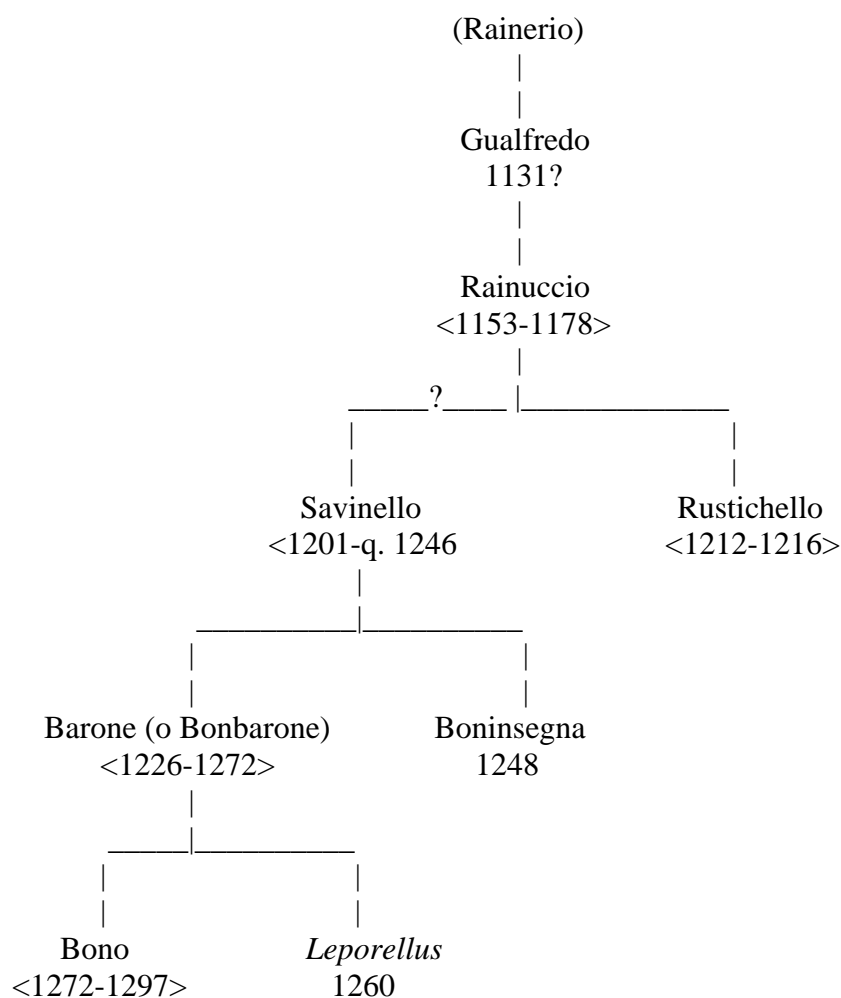 (Rainerio)
Gualfredo
1131?
Rainuccio
<1153-1178>
?
Savinello Rustichello
<1201-q. 1246 <1212-1216>
Barone (o Bonbarone) Boninsegna
<1226-1272> 1248
Bono Leporellus
<1272-1297> 1260